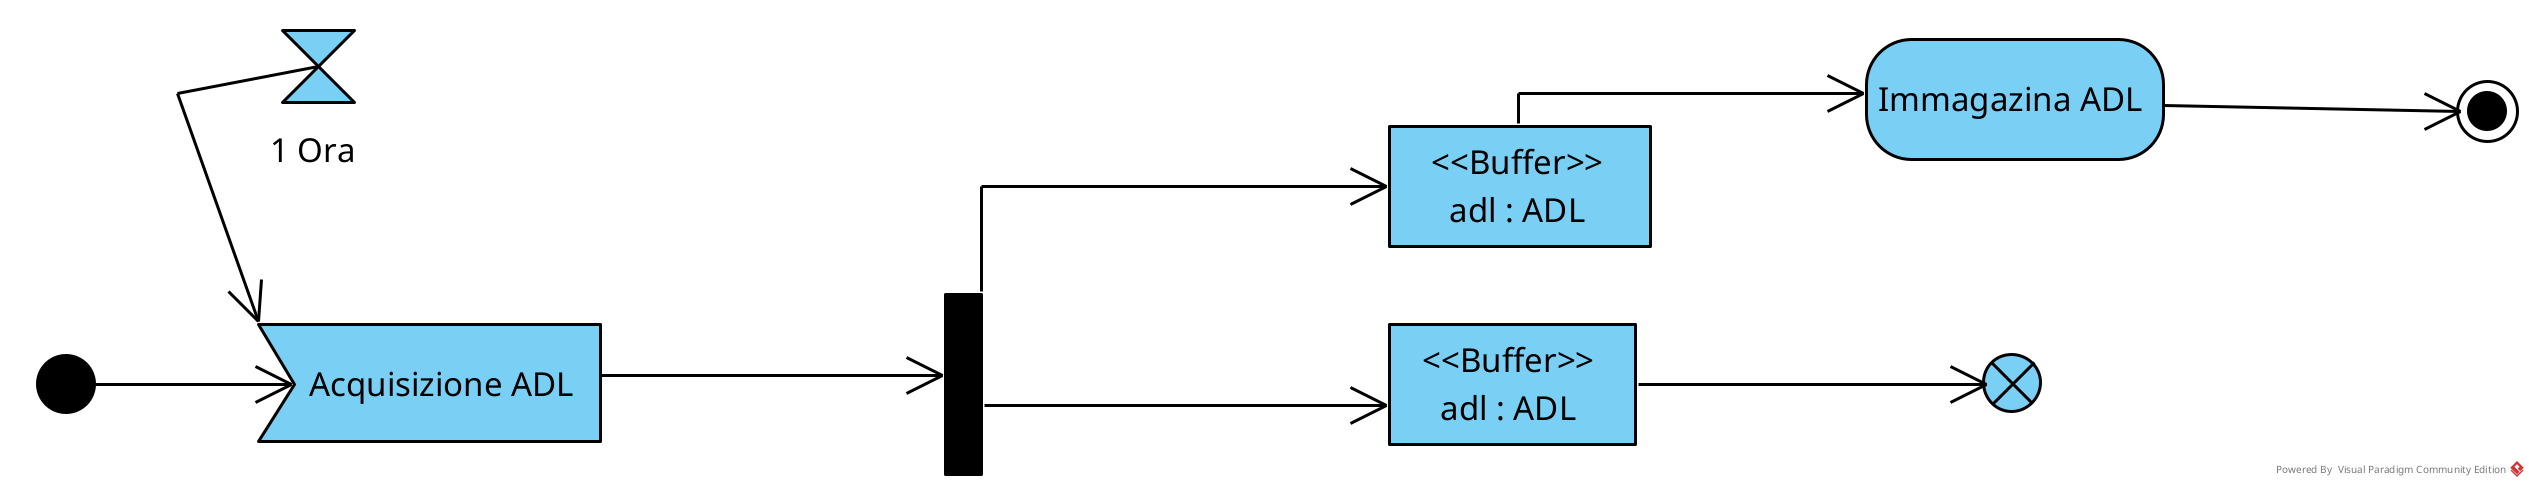 1 Ora
Acquisizione ADL
<<Buffer>>
adl : ADL
<<Buffer>>
adl : ADL
Immagazina ADL
Powered By Visual Paradigm Community Edition